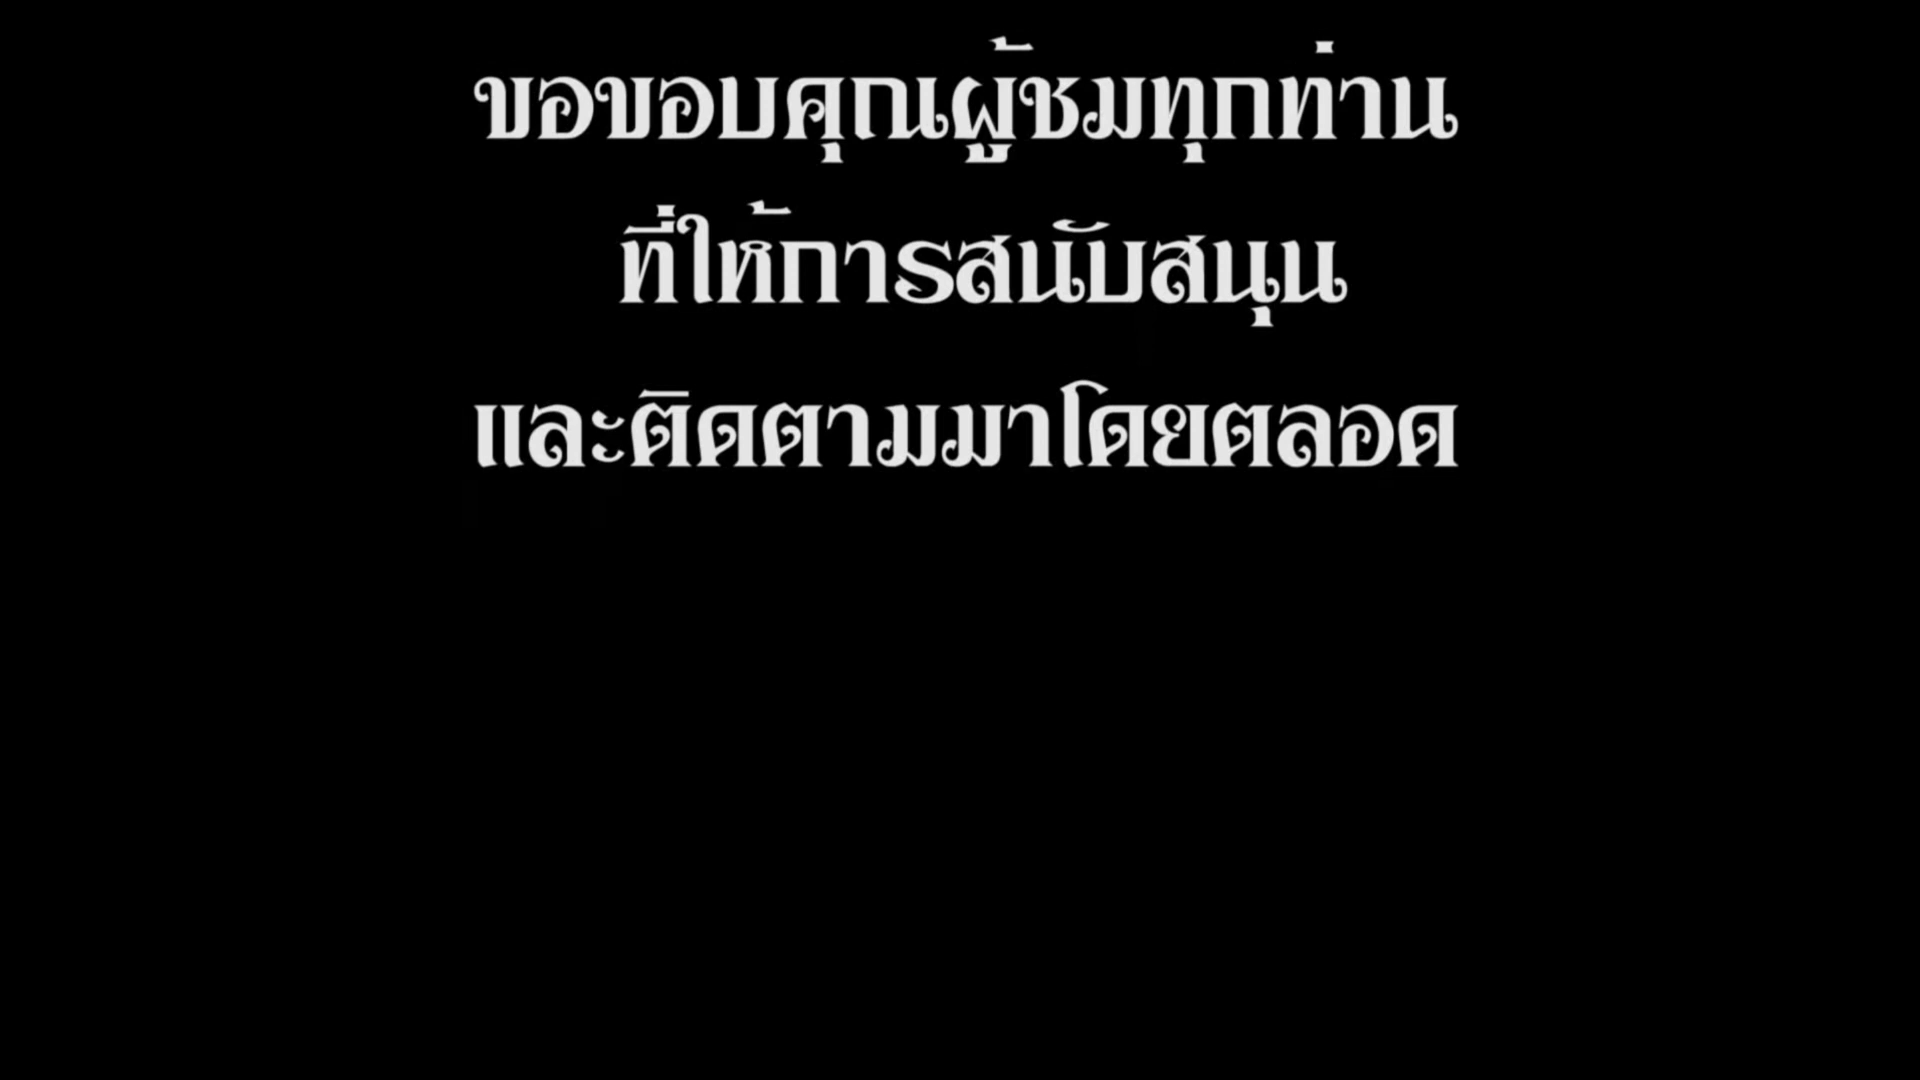 ขอขอบคุณผู้ชมทุกท่าน
ที่ให้การสนับสนุน
และติดตามมาโดยตลอด